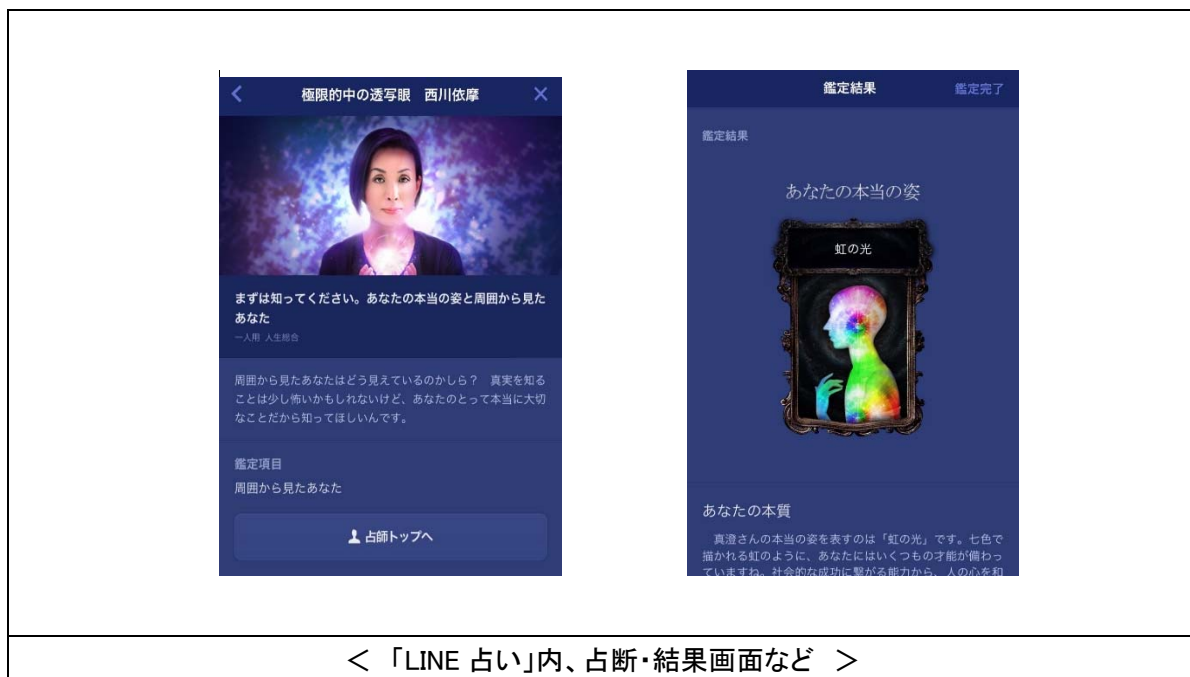 極限的中の透写眼　西川依摩
まずは知ってください。あなたの本当の姿と周囲から見た
あなた
一人用 人生総合
周囲から見たあなたはどう見えているのかしら？　真実を知る
ことは少し怖いかもしれないけど、あなたのとって本当に大切
なことだから知ってほしいんです。
鑑定項目
周囲から見たあなた
占師トップへ
鑑定結果
鑑定完了
鑑定結果
あなたの本当の姿
虹の光
あなたの本質
真澄さんの本当の姿を表すのは「虹の光」です。七色で
描かれる虹のように、あなたにはいくつもの才能が備わっ
ていますね。社会的な成功に繋がる能力から、人の心を和
＜ 「LINE 占い」内、占断・結果画面など ＞